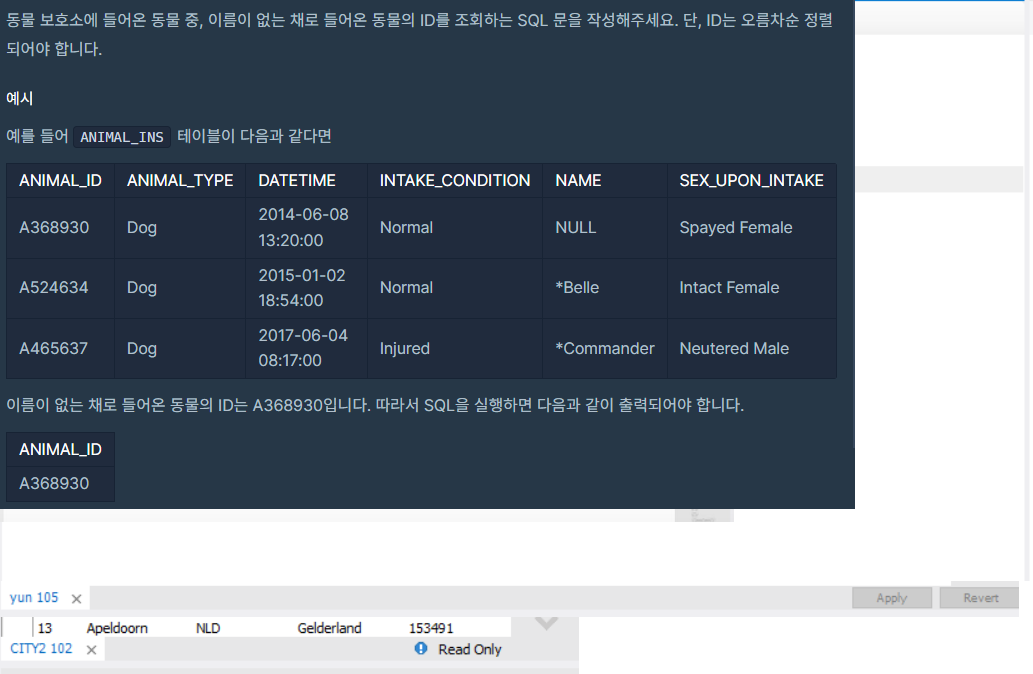 동물 보호소에 들어온 동물 중, 이름이 없는 채로 들어온 동물의 ID를 조회하는 SQL 문을 작성해주세요. 단, ID는 오름차순 정렬
되어야 합니다.
예시
예를 들어 ANIMAL_INS 테이블이 다음과 같다면
ANIMAL_ID ANIMAL_TYPE DATETIME INTAKE_CONDITION NAME SEX_UPON_INTAKE
A368930 Dog 2014-06-08 13:20:00 Normal NULL Spayed Female
A524634 Dog 2015-01-02 18:54:00 Normal *Belle Intact Female
A465637 Dog 2017-06-04 08:17:00 Injured *Commander Neutered Male
이름이 없는 채로 들어온 동물의 ID는 A368930입니다. 따라서 SQL을 실행하면 다음과 같이 출력되어야 합니다.
ANIMAL_ID
A368930
yun 105 Apply Revert
13 Apeldoorn NLD Gelderland 153491
CITY2 102 Read Only